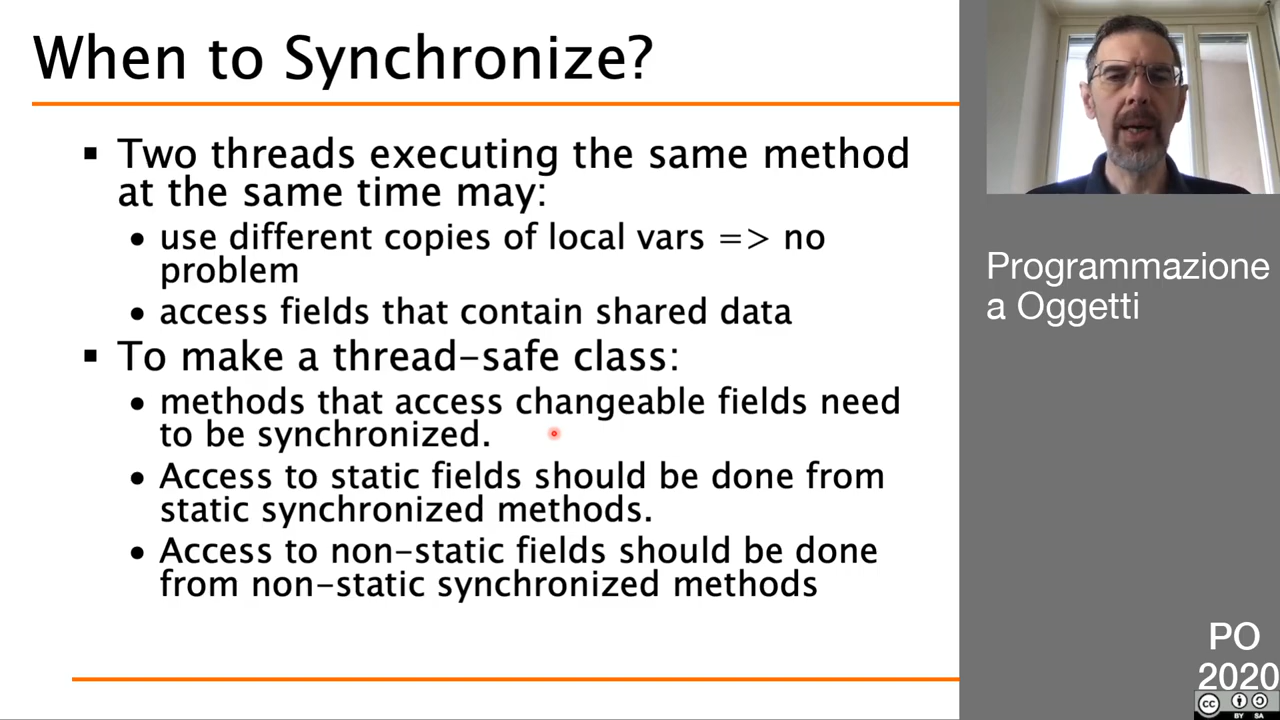 When to Synchronize?
▪ Two threads executing the same method
at the same time may:
• use different copies of local vars => no
problem
• access fields that contain shared data
▪ To make a thread-safe class:
• methods that access changeable fields need
to be synchronized.
• Access to static fields should be done from
static synchronized methods.
• Access to non-static fields should be done
from non-static synchronized methods
Programmazione
a Oggetti
PO
2020
cc
BY SA